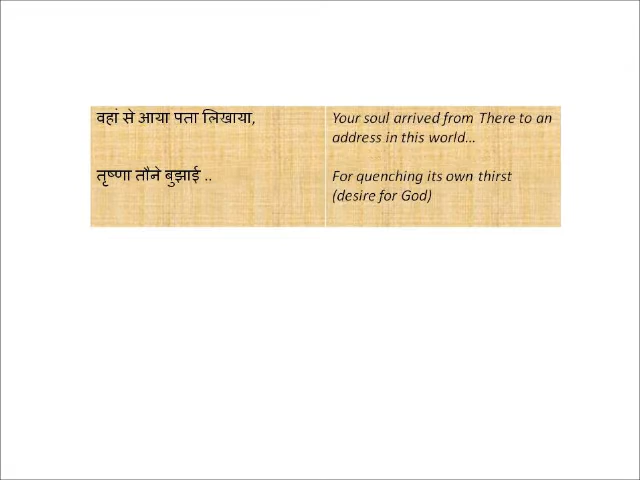 वहां से आया पता लिखाया,
तृष्णा तौने बुझाई ..
Your soul arrived from There to an
address in this world...
For quenching its own thirst
(desire for God)